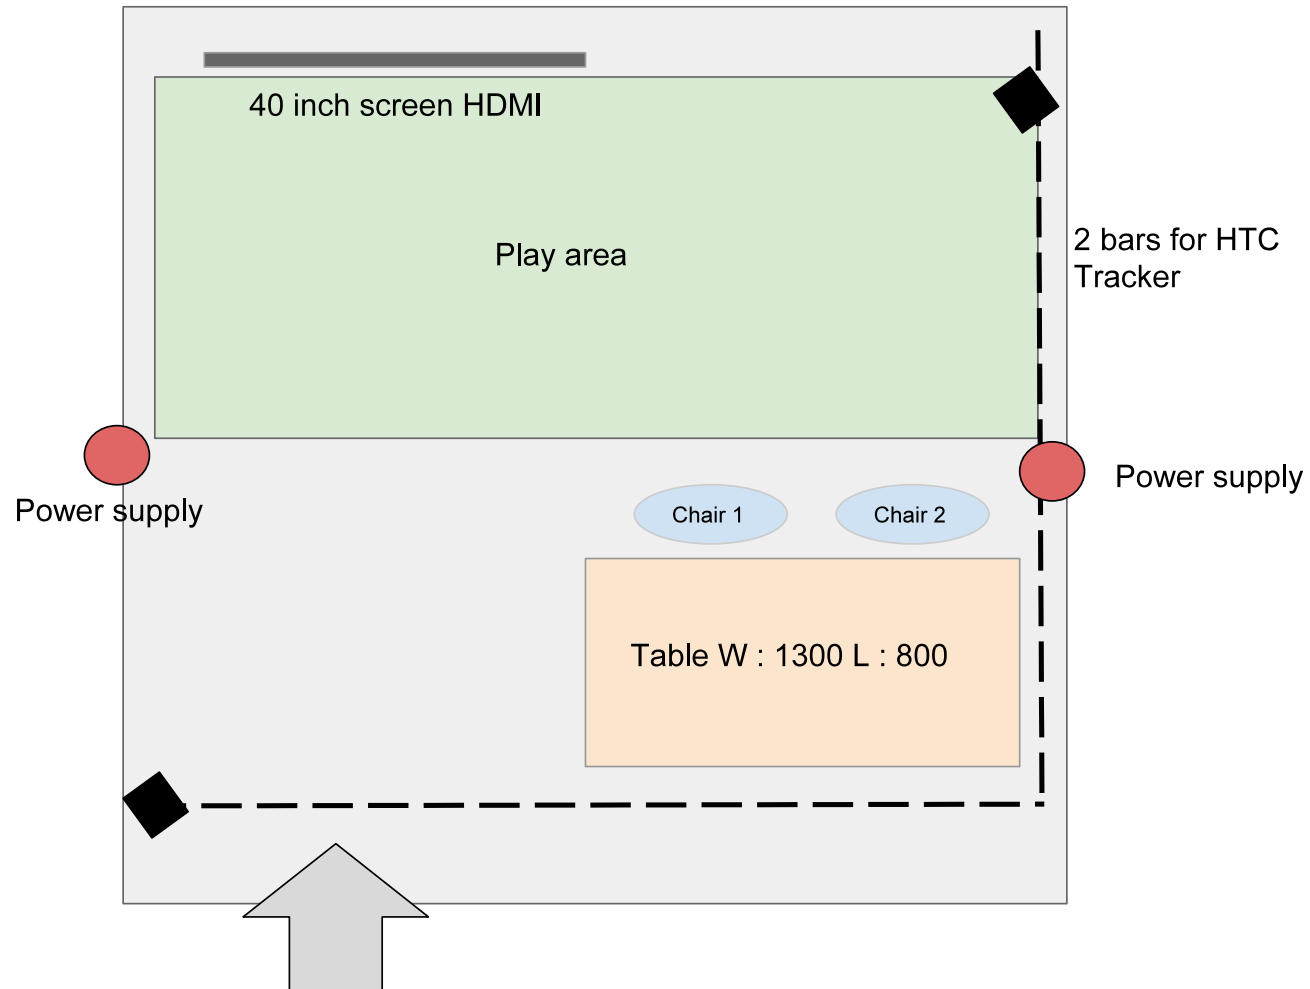 40 inch screen HDMI
Play area
2 bars for HTC
Tracker
Power supply
Power supply
Chair 1
Chair 2
Table W : 1300 L : 800